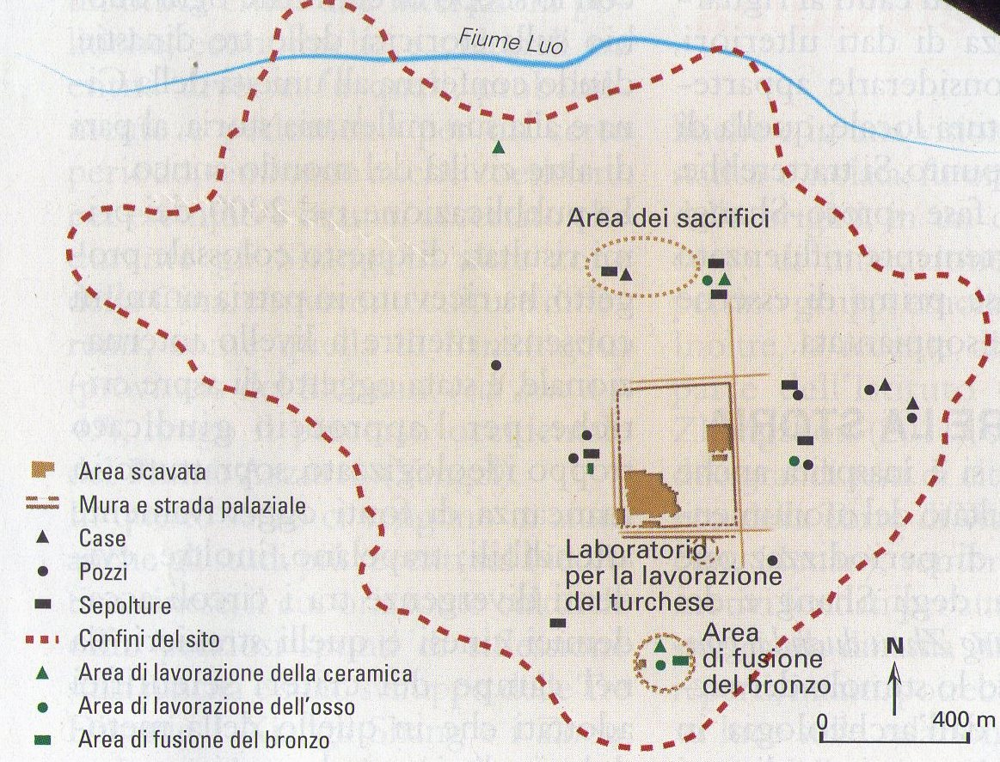 Fiume Luo
Area dei sacrifici
Area scavata
Mura e strada palaziale
Case
Pozzi
Sepolture
Confini del sito
Area di lavorazione della ceramica
Area di lavorazione dell'osso
Area di fusione del bronzo
Laboratorio
per la lavorazione
del turchese
Area
di fusione
del bronzo
N
0 400 m